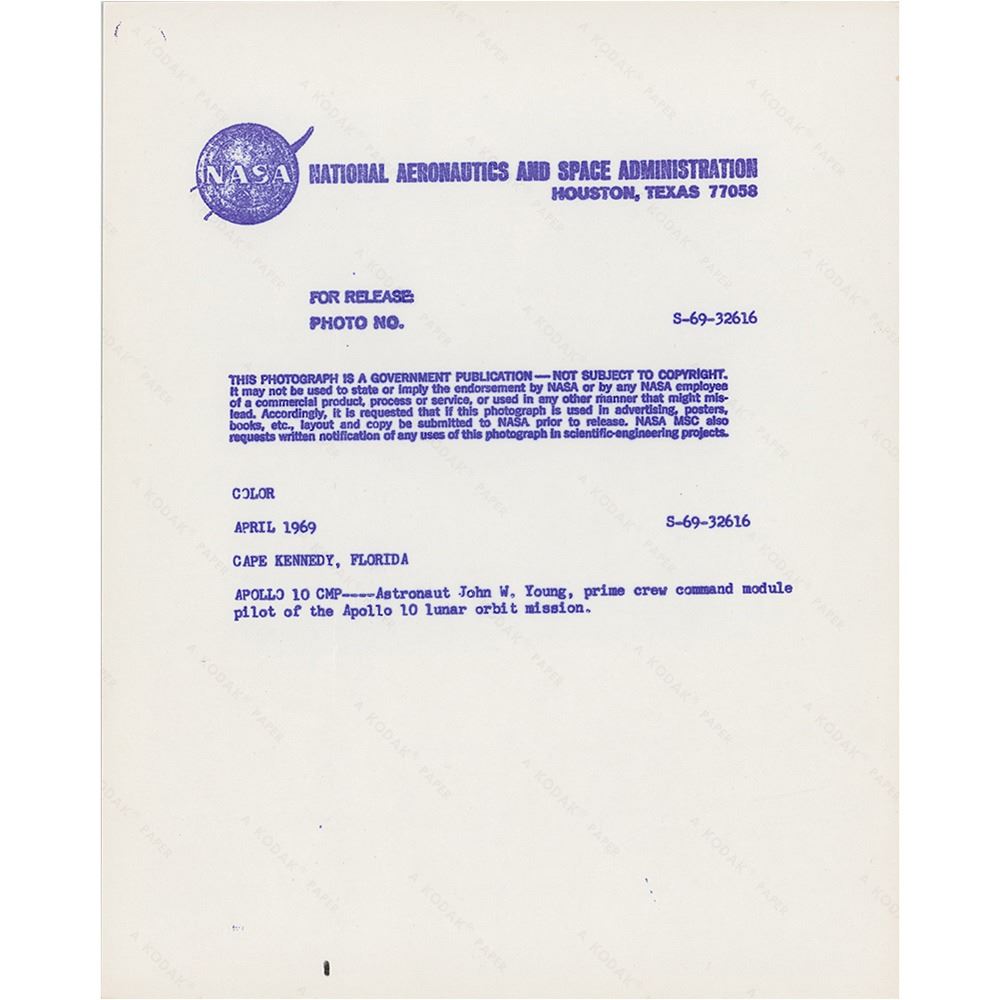 NASA
NATIONAL AERONAUTICS AND SPACE ADMINISTRATION
HOUSTON, TEXAS 77058
FOR RELEASE:
PHOTO NO. S-69-32616
THIS PHOTOGRAPH IS A GOVERNMENT PUBLICATION — NOT SUBJECT TO COPYRIGHT.
It may not be used to state or imply the endorsement by NASA or by any NASA employee
of a commercial product, process or service, or used in any other manner that might mis-
lead. Accordingly, it is requested that if this photograph is used in advertising, posters,
books, etc., layout and copy be submitted to NASA prior to release. NASA MSC also
requests written notification of any uses of this photograph in scientific-engineering projects.
COLOR
APRIL 1969 S-69-32616
CAPE KENNEDY, FLORIDA
APOLLO 10 CMP----Astronaut John W. Young, prime crew command module
pilot of the Apollo 10 lunar orbit mission.
A KODAK® PAPER